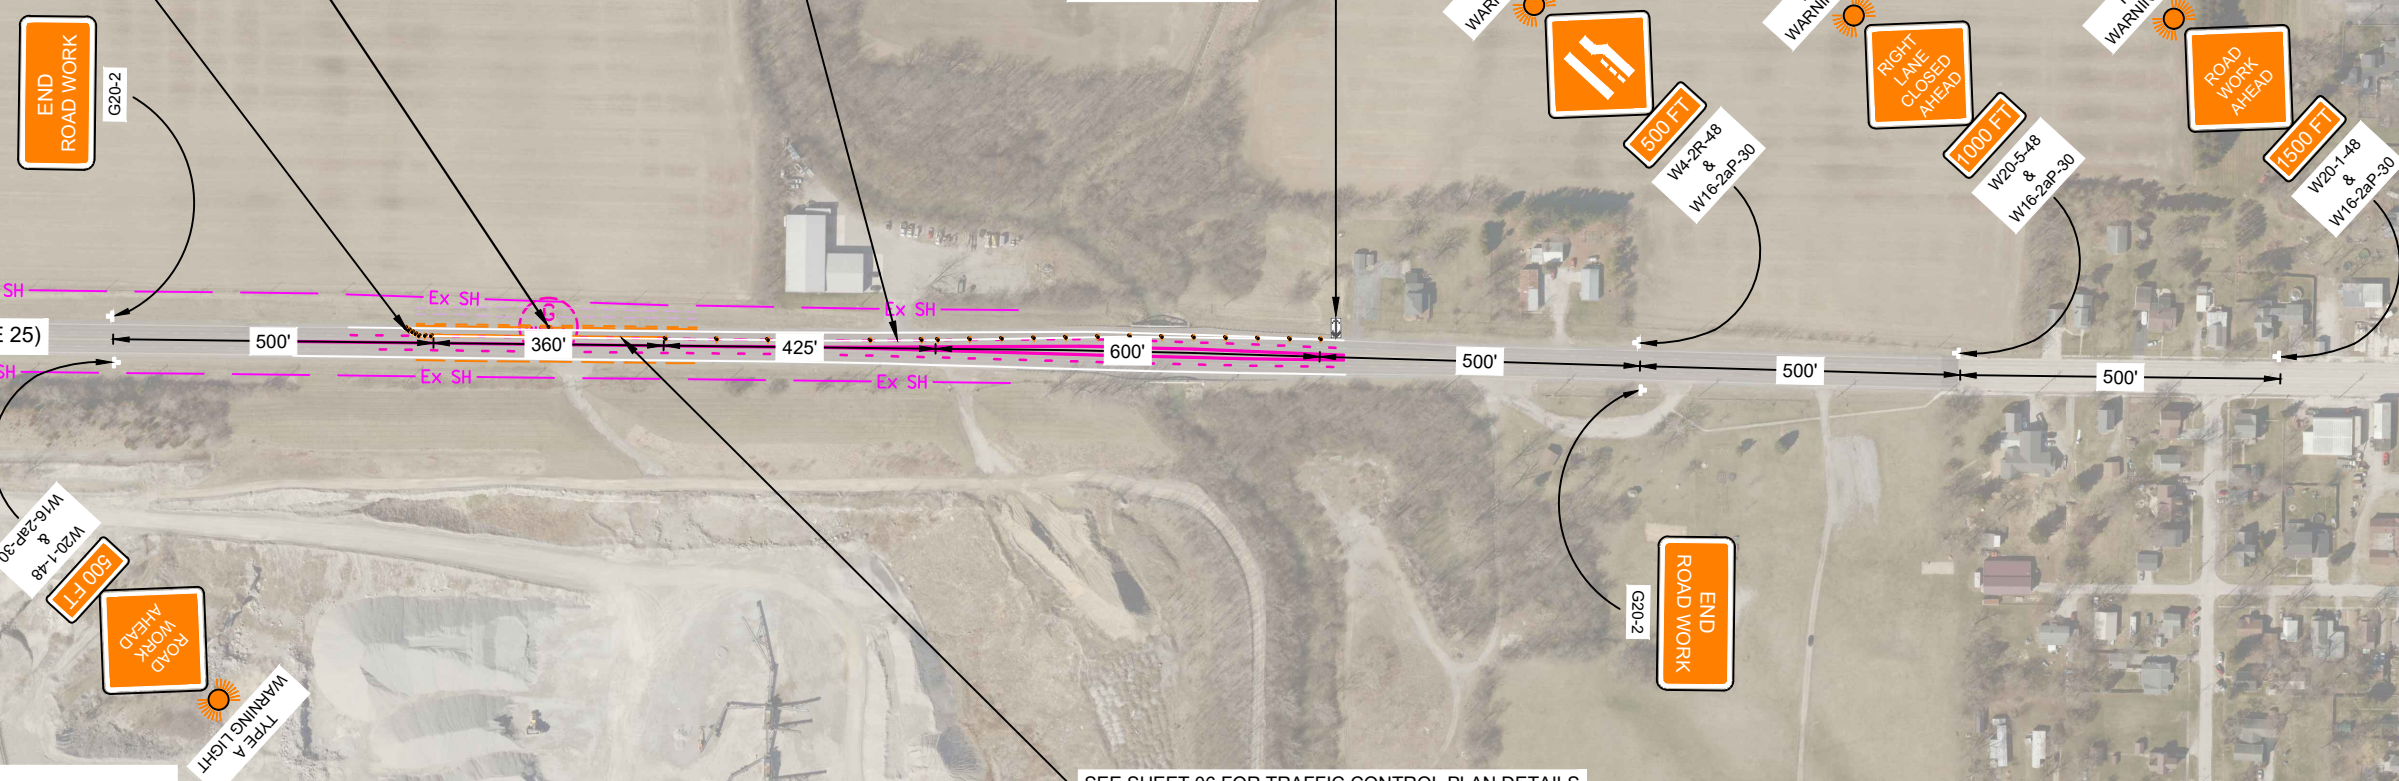 END
ROAD WORK
G20-2
500 FT
W4-2R-48
&
W16-2aP-30
RIGHT
LANE
CLOSED
AHEAD
1000 FT
W20-5-48
&
W16-2aP-30
ROAD
WORK
AHEAD
1500 FT
W20-1-48
&
W16-2aP-30
SH
Ex SH
G
Ex SH
E 25)
500'
360'
425'
600'
500'
500'
500'
SH
Ex SH
Ex SH
W20-1-48
&
W16-2aP-30
500 FT
ROAD
WORK
AHEAD
TYPE A
WARNING LIGHT
G20-2
END
ROAD WORK